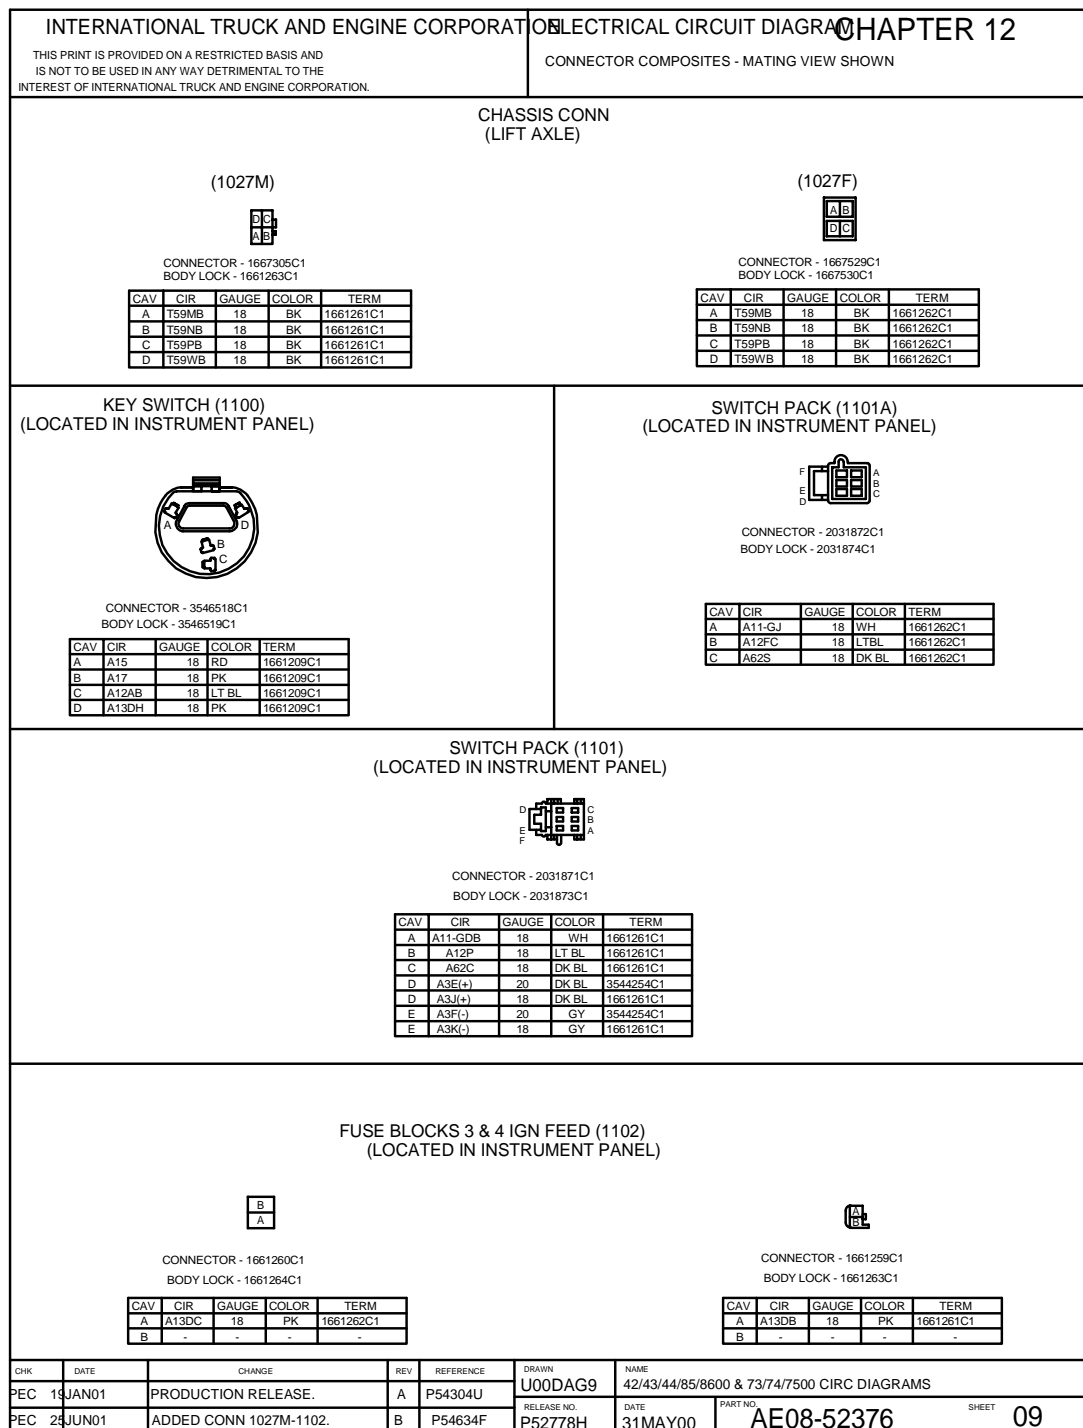 INTERNATIONAL TRUCK AND ENGINE CORPORATION
ELECTRICAL CIRCUIT DIAGRAM
CHAPTER 12
THIS PRINT IS PROVIDED ON A RESTRICTED BASIS AND
IS NOT TO BE USED IN ANY WAY DETRIMENTAL TO THE
INTEREST OF INTERNATIONAL TRUCK AND ENGINE CORPORATION.
CONNECTOR COMPOSITES - MATING VIEW SHOWN
CHASSIS CONN
(LIFT AXLE)
(1027M)
D C
A B
CONNECTOR - 1667305C1
BODY LOCK - 1661263C1
CAV CIR GAUGE COLOR TERM
A T59MB 18 BK 1661261C1
B T59NB 18 BK 1661261C1
C T59PB 18 BK 1661261C1
D T59WB 18 BK 1661261C1
(1027F)
A B
D C
CONNECTOR - 1667529C1
BODY LOCK - 1667530C1
CAV CIR GAUGE COLOR TERM
A T59MB 18 BK 1661262C1
B T59NB 18 BK 1661262C1
C T59PB 18 BK 1661262C1
D T59WB 18 BK 1661262C1
KEY SWITCH (1100)
(LOCATED IN INSTRUMENT PANEL)
A D
B
C
CONNECTOR - 3546518C1
BODY LOCK - 3546519C1
CAV CIR GAUGE COLOR TERM
A A15 18 RD 1661209C1
B A17 18 PK 1661209C1
C A12AB 18 LT BL 1661209C1
D A13DH 18 PK 1661209C1
SWITCH PACK (1101A)
(LOCATED IN INSTRUMENT PANEL)
F A
B
E C
D
CONNECTOR - 2031872C1
BODY LOCK - 2031874C1
CAV CIR GAUGE COLOR TERM
A A11-GJ 18 WH 1661262C1
B A12FC 18 LTBL 1661262C1
C A62S 18 DK BL 1661262C1
SWITCH PACK (1101)
(LOCATED IN INSTRUMENT PANEL)
D C
B
E A
F
CONNECTOR - 2031871C1
BODY LOCK - 2031873C1
CAV CIR GAUGE COLOR TERM
A A11-GDB 18 WH 1661261C1
B A12P 18 LT BL 1661261C1
C A62C 18 DK BL 1661261C1
D A3E(+) 20 DK BL 3544254C1
D A3J(+) 18 DK BL 1661261C1
E A3F(-) 20 GY 3544254C1
E A3K(-) 18 GY 1661261C1
FUSE BLOCKS 3 & 4 IGN FEED (1102)
(LOCATED IN INSTRUMENT PANEL)
B
A
CONNECTOR - 1661260C1
BODY LOCK - 1661264C1
CAV CIR GAUGE COLOR TERM
A A13DC 18 PK 1661262C1
B - - - -
A
B
CONNECTOR - 1661259C1
BODY LOCK - 1661263C1
CAV CIR GAUGE COLOR TERM
A A13DB 18 PK 1661261C1
B - - - -
CHK DATE CHANGE REV REFERENCE
PEC 19JAN01 PRODUCTION RELEASE. A P54304U
PEC 25JUN01 ADDED CONN 1027M-1102. B P54634F
DRAWN
U00DAG9
NAME
42/43/44/85/8600 & 73/74/7500 CIRC DIAGRAMS
RELEASE NO.
P52778H
DATE
31MAY00
PART NO.
AE08-52376
SHEET
09